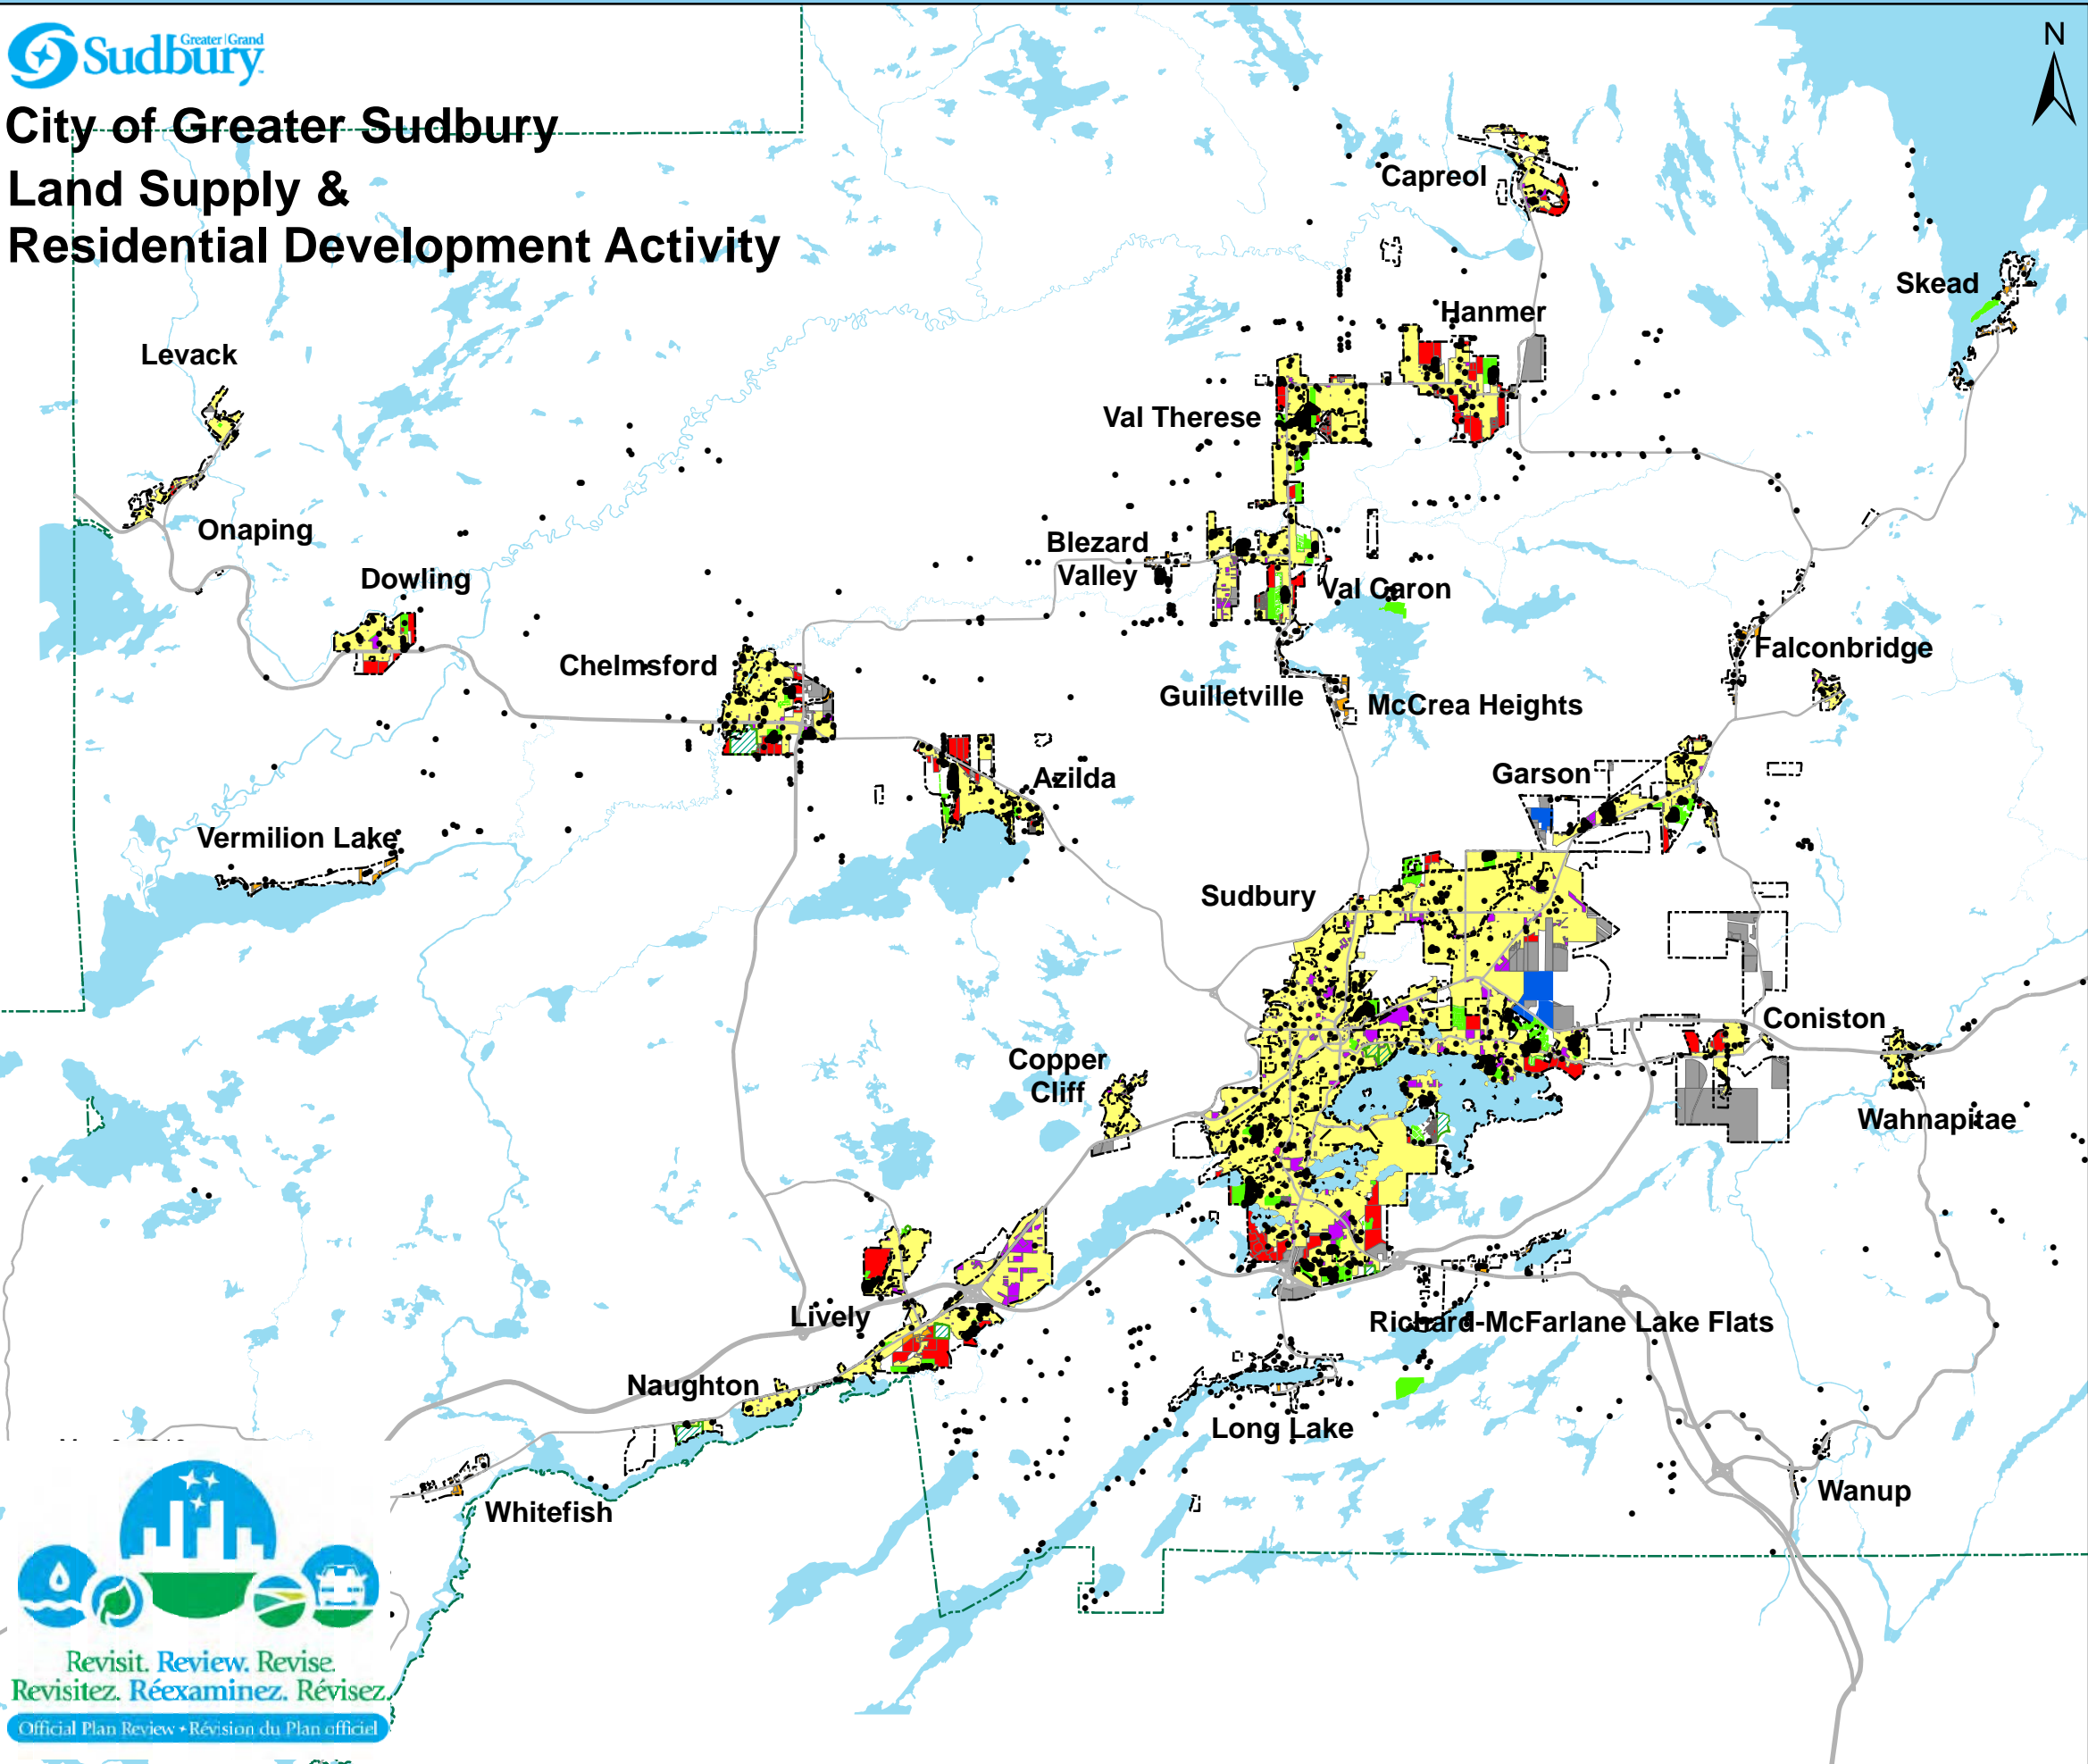 Greater | Grand
Sudbury
N
City of Greater Sudbury
Land Supply &
Residential Development Activity
Capreol
Skead
Hanmer
Levack
Val Therese
Onaping
Blezard
Valley
Dowling
Val Caron
Falconbridge
Chelmsford
Guilletville
McCrea Heights
Garson
Azilda
Vermilion Lake
Sudbury
Coniston
Copper
Cliff
Wahnapitae
Lively
Richard-McFarlane Lake Flats
Naughton
Long Lake
Wanup
Whitefish
Revisit. Review. Revise.
Revisitez. Réexaminez. Révisez
Official Plan Review • Révision du Plan officiel